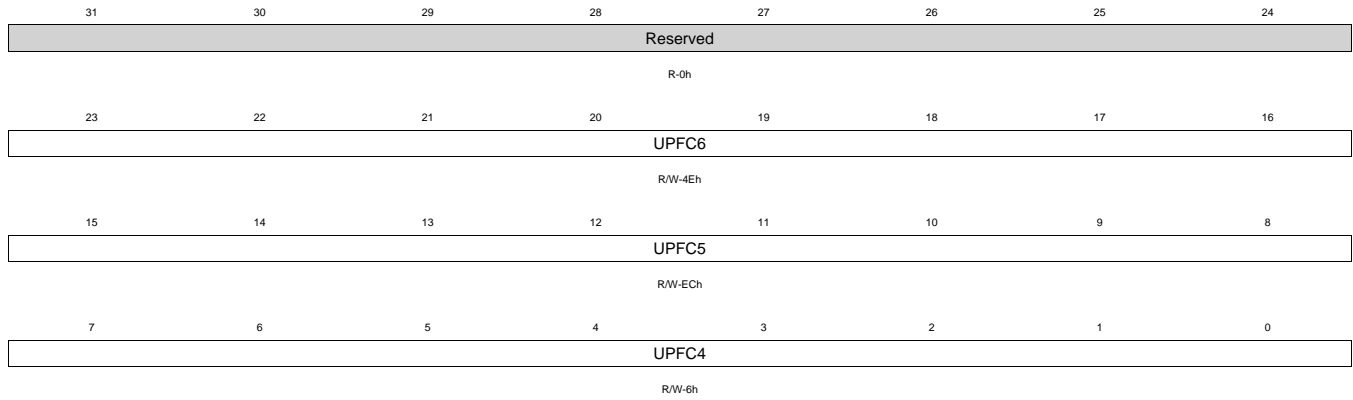 31 30 29 28 27 26 25 24
Reserved
R-0h
23 22 21 20 19 18 17 16
UPFC6
R/W-4Eh
15 14 13 12 11 10 9 8
UPFC5
R/W-ECh
7 6 5 4 3 2 1 0
UPFC4
R/W-6h